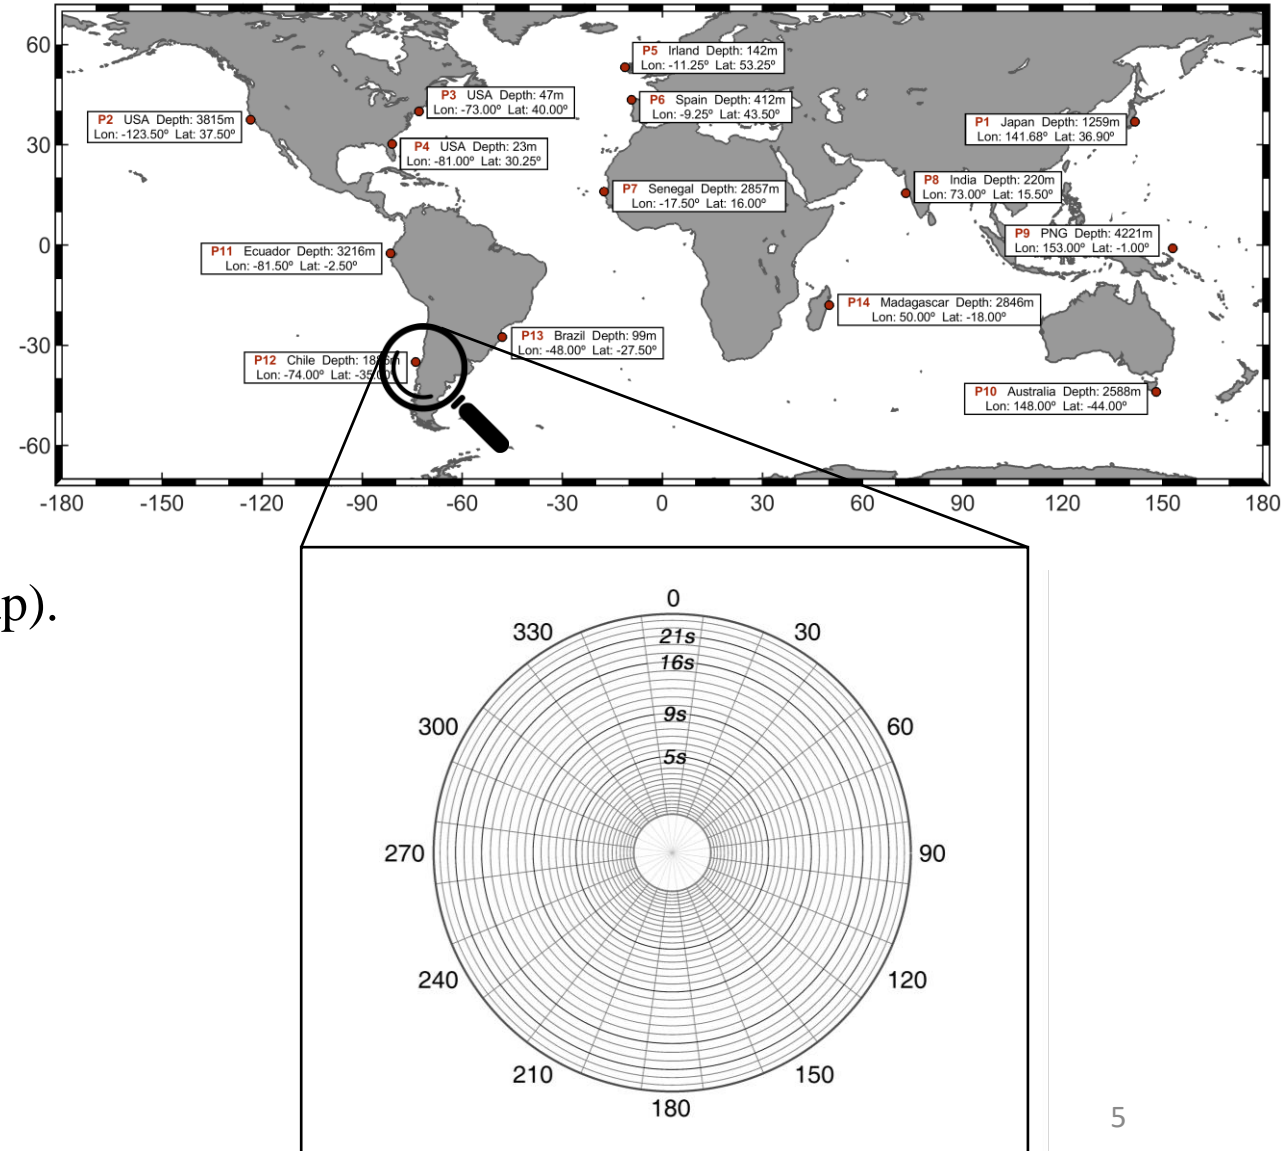 60
30
0
-30
-60
P5 Irland Depth: 142m
Lon: -11.25º Lat: 53.25º
P3 USA Depth: 47m
Lon: -73.00º Lat: 40.00º
P6 Spain Depth: 412m
Lon: -9.25º Lat: 43.50º
P2 USA Depth: 3815m
Lon: -123.50º Lat: 37.50º
P1 Japan Depth: 1259m
Lon: 141.68º Lat: 36.90º
P4 USA Depth: 23m
Lon: -81.00º Lat: 30.25º
P8 India Depth: 220m
Lon: 73.00º Lat: 15.50º
P7 Senegal Depth: 2857m
Lon: -17.50º Lat: 16.00º
P9 PNG Depth: 4221m
Lon: 153.00º Lat: -1.00º
P11 Ecuador Depth: 3216m
Lon: -81.50º Lat: -2.50º
P14 Madagascar Depth: 2846m
Lon: 50.00º Lat: -18.00º
P13 Brazil Depth: 99m
Lon: -48.00º Lat: -27.50º
P12 Chile Depth:
Lon: -74.00º Lat: -35.00º
P10 Australia Depth: 2588m
Lon: 148.00º Lat: -44.00º
-180 -150 -120 -90 -60 -30 0 30 60 90 120 150 180
p).
0
30
60
90
120
150
180
210
240
270
300
330
21s
16s
9s
5s
5